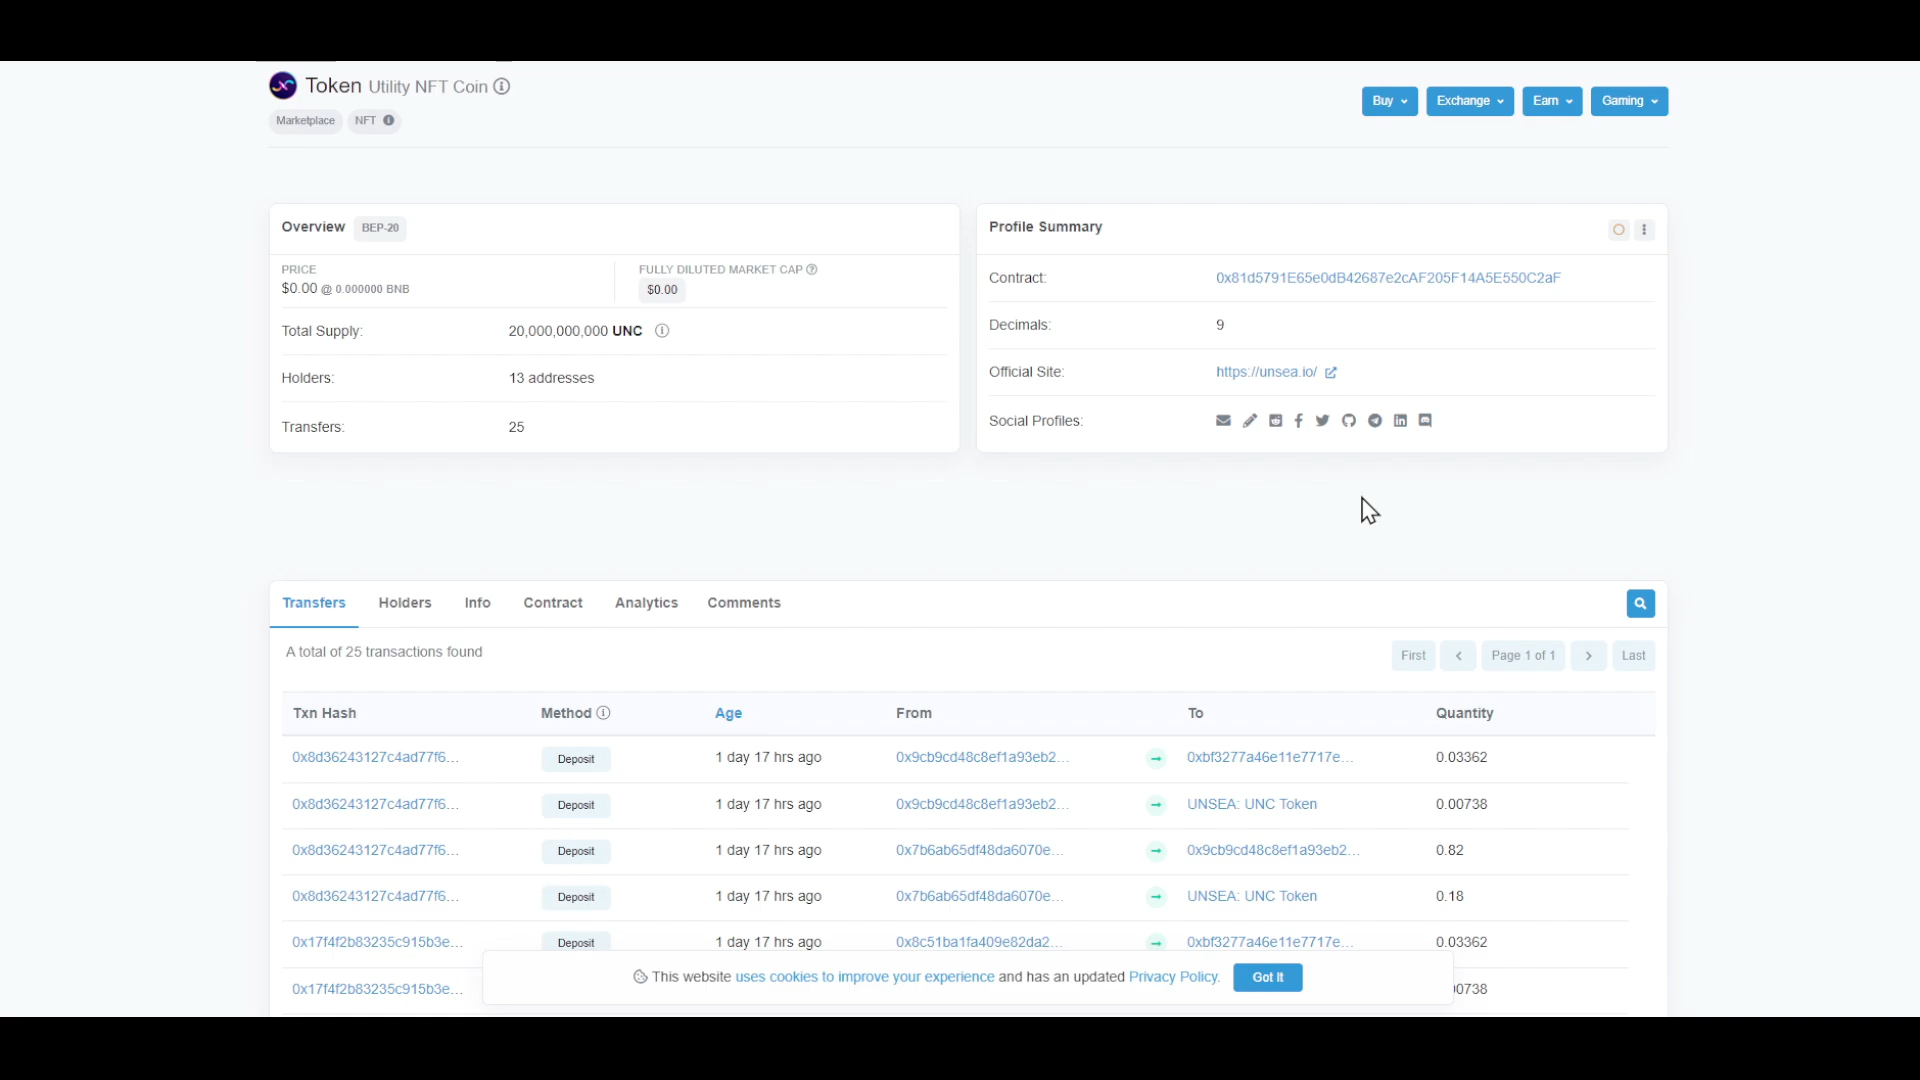 Token Utility NFT Coin
Marketplace NFT
Buy Exchange Earn Gaming
Overview BEP-20
PRICE
$0.00 @ 0.000000 BNB
FULLY DILUTED MARKET CAP
$0.00
Total Supply: 20,000,000,000 UNC
Holders: 13 addresses
Transfers: 25
Profile Summary
Contract: 0x81d5791E65e0dB42687e2cAF205F14A5E550C2aF
Decimals: 9
Official Site: https://unsea.io/
Social Profiles:
Transfers Holders Info Contract Analytics Comments
A total of 25 transactions found
First Page 1 of 1 Last
Txn Hash Method Age From To Quantity
0x8d36243127c4ad77f6... Deposit 1 day 17 hrs ago 0x9cb9cd48c8ef1a93eb2... 0xbf3277a46e11e7717e... 0.03362
0x8d36243127c4ad77f6... Deposit 1 day 17 hrs ago 0x9cb9cd48c8ef1a93eb2... UNSEA: UNC Token 0.00738
0x8d36243127c4ad77f6... Deposit 1 day 17 hrs ago 0x7b6ab65df48da6070e... 0x9cb9cd48c8ef1a93eb2... 0.82
0x8d36243127c4ad77f6... Deposit 1 day 17 hrs ago 0x7b6ab65df48da6070e... UNSEA: UNC Token 0.18
0x17f4f2b83235c915b3e... Deposit 1 day 17 hrs ago 0x8c51ba1fa409e82da2... 0xbf3277a46e11e7717e... 0.03362
0x17f4f2b83235c915b3e... 0738
This website uses cookies to improve your experience and has an updated Privacy Policy. Got It